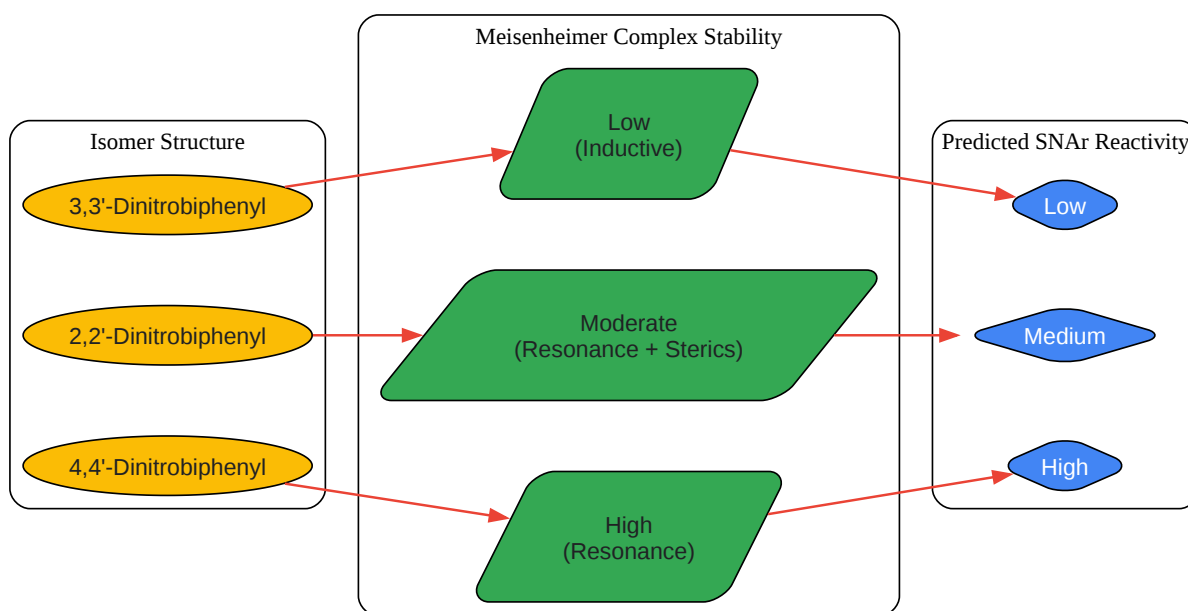 Meisenheimer Complex Stability
Isomer Structure
Predicted SNAr Reactivity
3,3'-Dinitrobiphenyl
Low
(Inductive)
Low
2,2'-Dinitrobiphenyl
Moderate
(Resonance + Sterics)
Medium
4,4'-Dinitrobiphenyl
High
(Resonance)
High